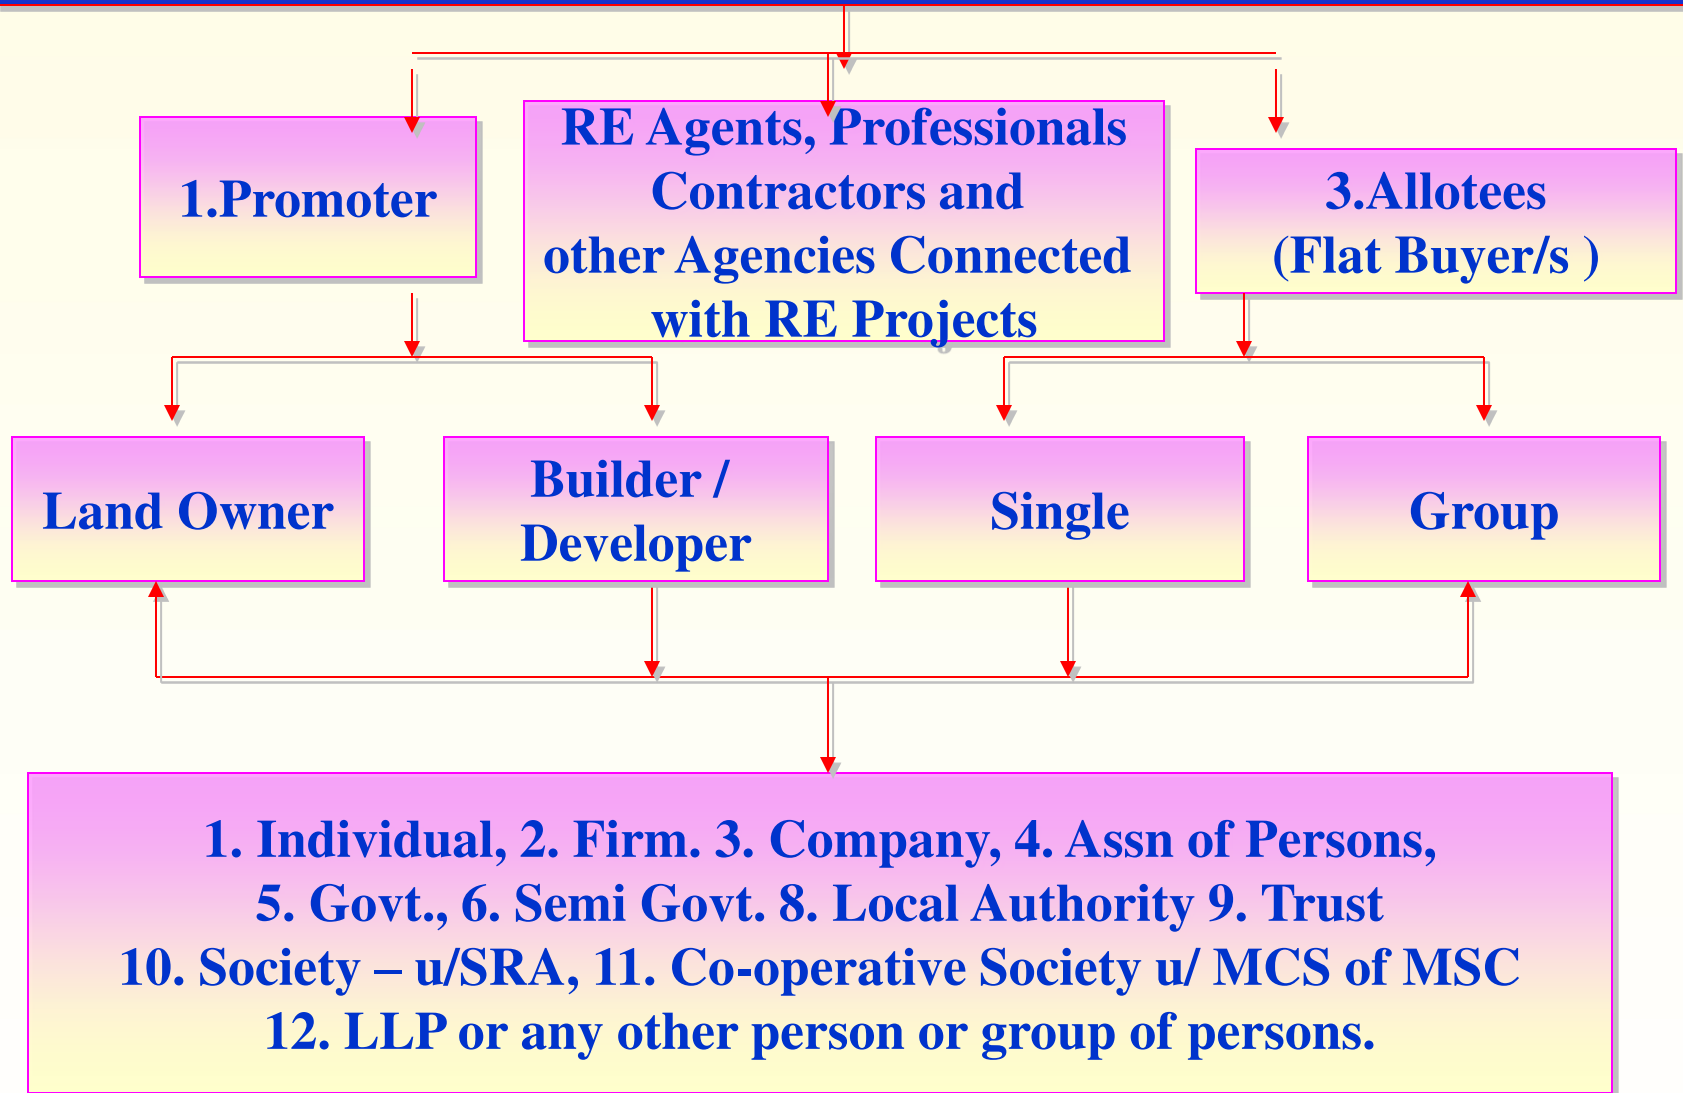 1.Promoter
RE Agents, Professionals
Contractors and
other Agencies Connected
with RE Projects
3.Allotees
(Flat Buyer/s )
Land Owner
Builder /
Developer
Single
Group
1. Individual, 2. Firm. 3. Company, 4. Assn of Persons,
5. Govt., 6. Semi Govt. 8. Local Authority 9. Trust
10. Society – u/SRA, 11. Co-operative Society u/ MCS of MSC
12. LLP or any other person or group of persons.